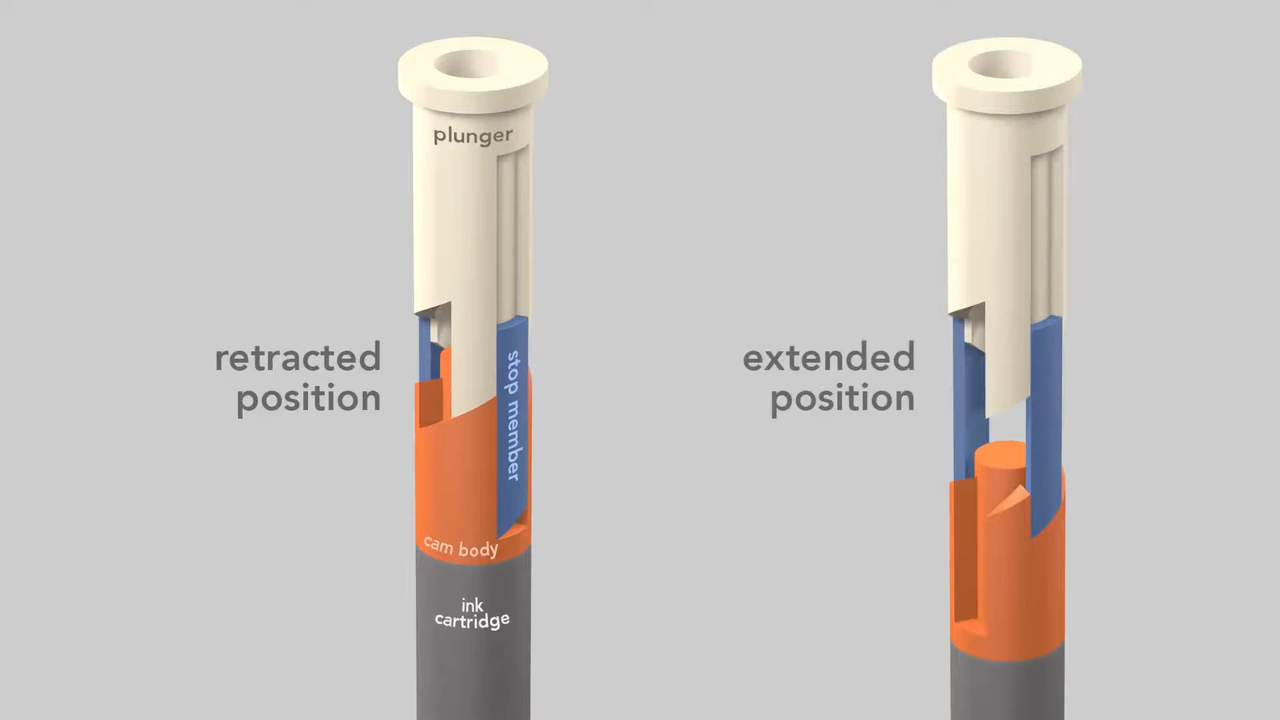 plunger
retracted
position
stop member
cam body
ink
cartridge
extended
position